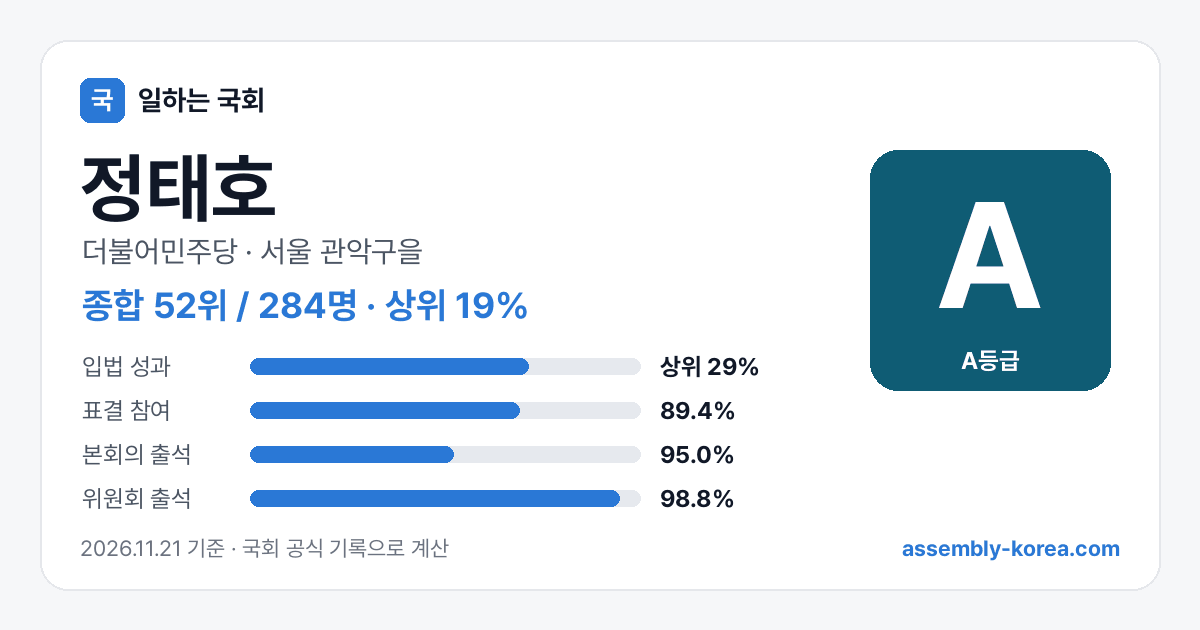 국 일하는 국회
정태호
더불어민주당 · 서울 관악구을
종합 52위 / 284명 · 상위 19%
입법 성과 상위 29%
표결 참여 89.4%
본회의 출석 95.0%
위원회 출석 98.8%
A
A등급
2026.11.21 기준 · 국회 공식 기록으로 계산
assembly-korea.com